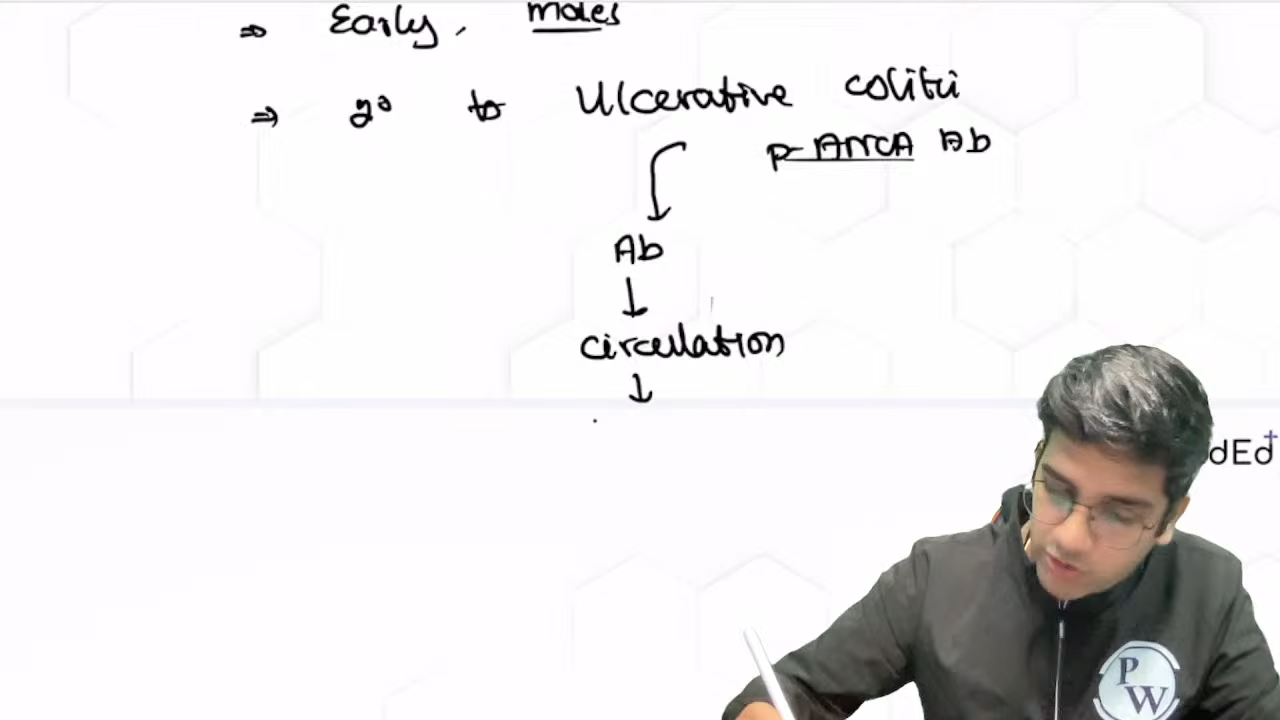 ⇒ Early, males
⇒ 2° to Ulcerative colitis
p-ANCA Ab
Ab
↓
circulation
↓
dEd
PW